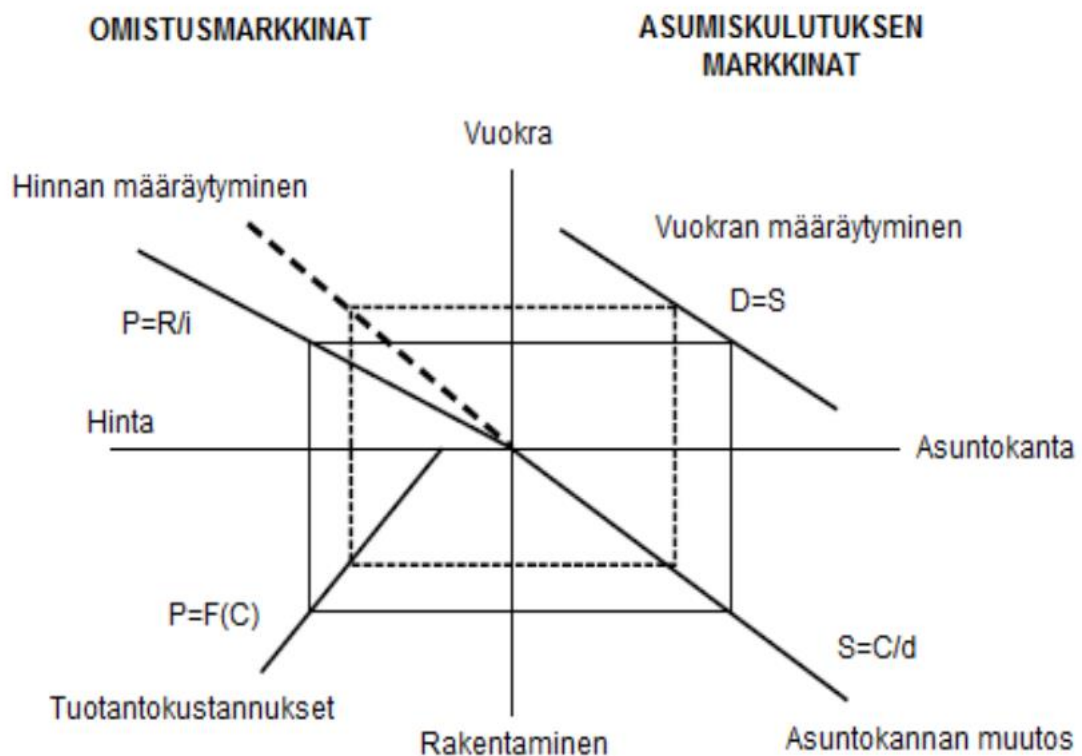 OMISTUSMARKKINAT
ASUMISKULUTUKSEN
MARKKINAT
Vuokra
Hinnan määräytyminen
Vuokran määräytyminen
D=S
P=R/i
Hinta
Asuntokanta
P=F(C)
S=C/d
Tuotantokustannukset
Rakentaminen
Asuntokannan muutos